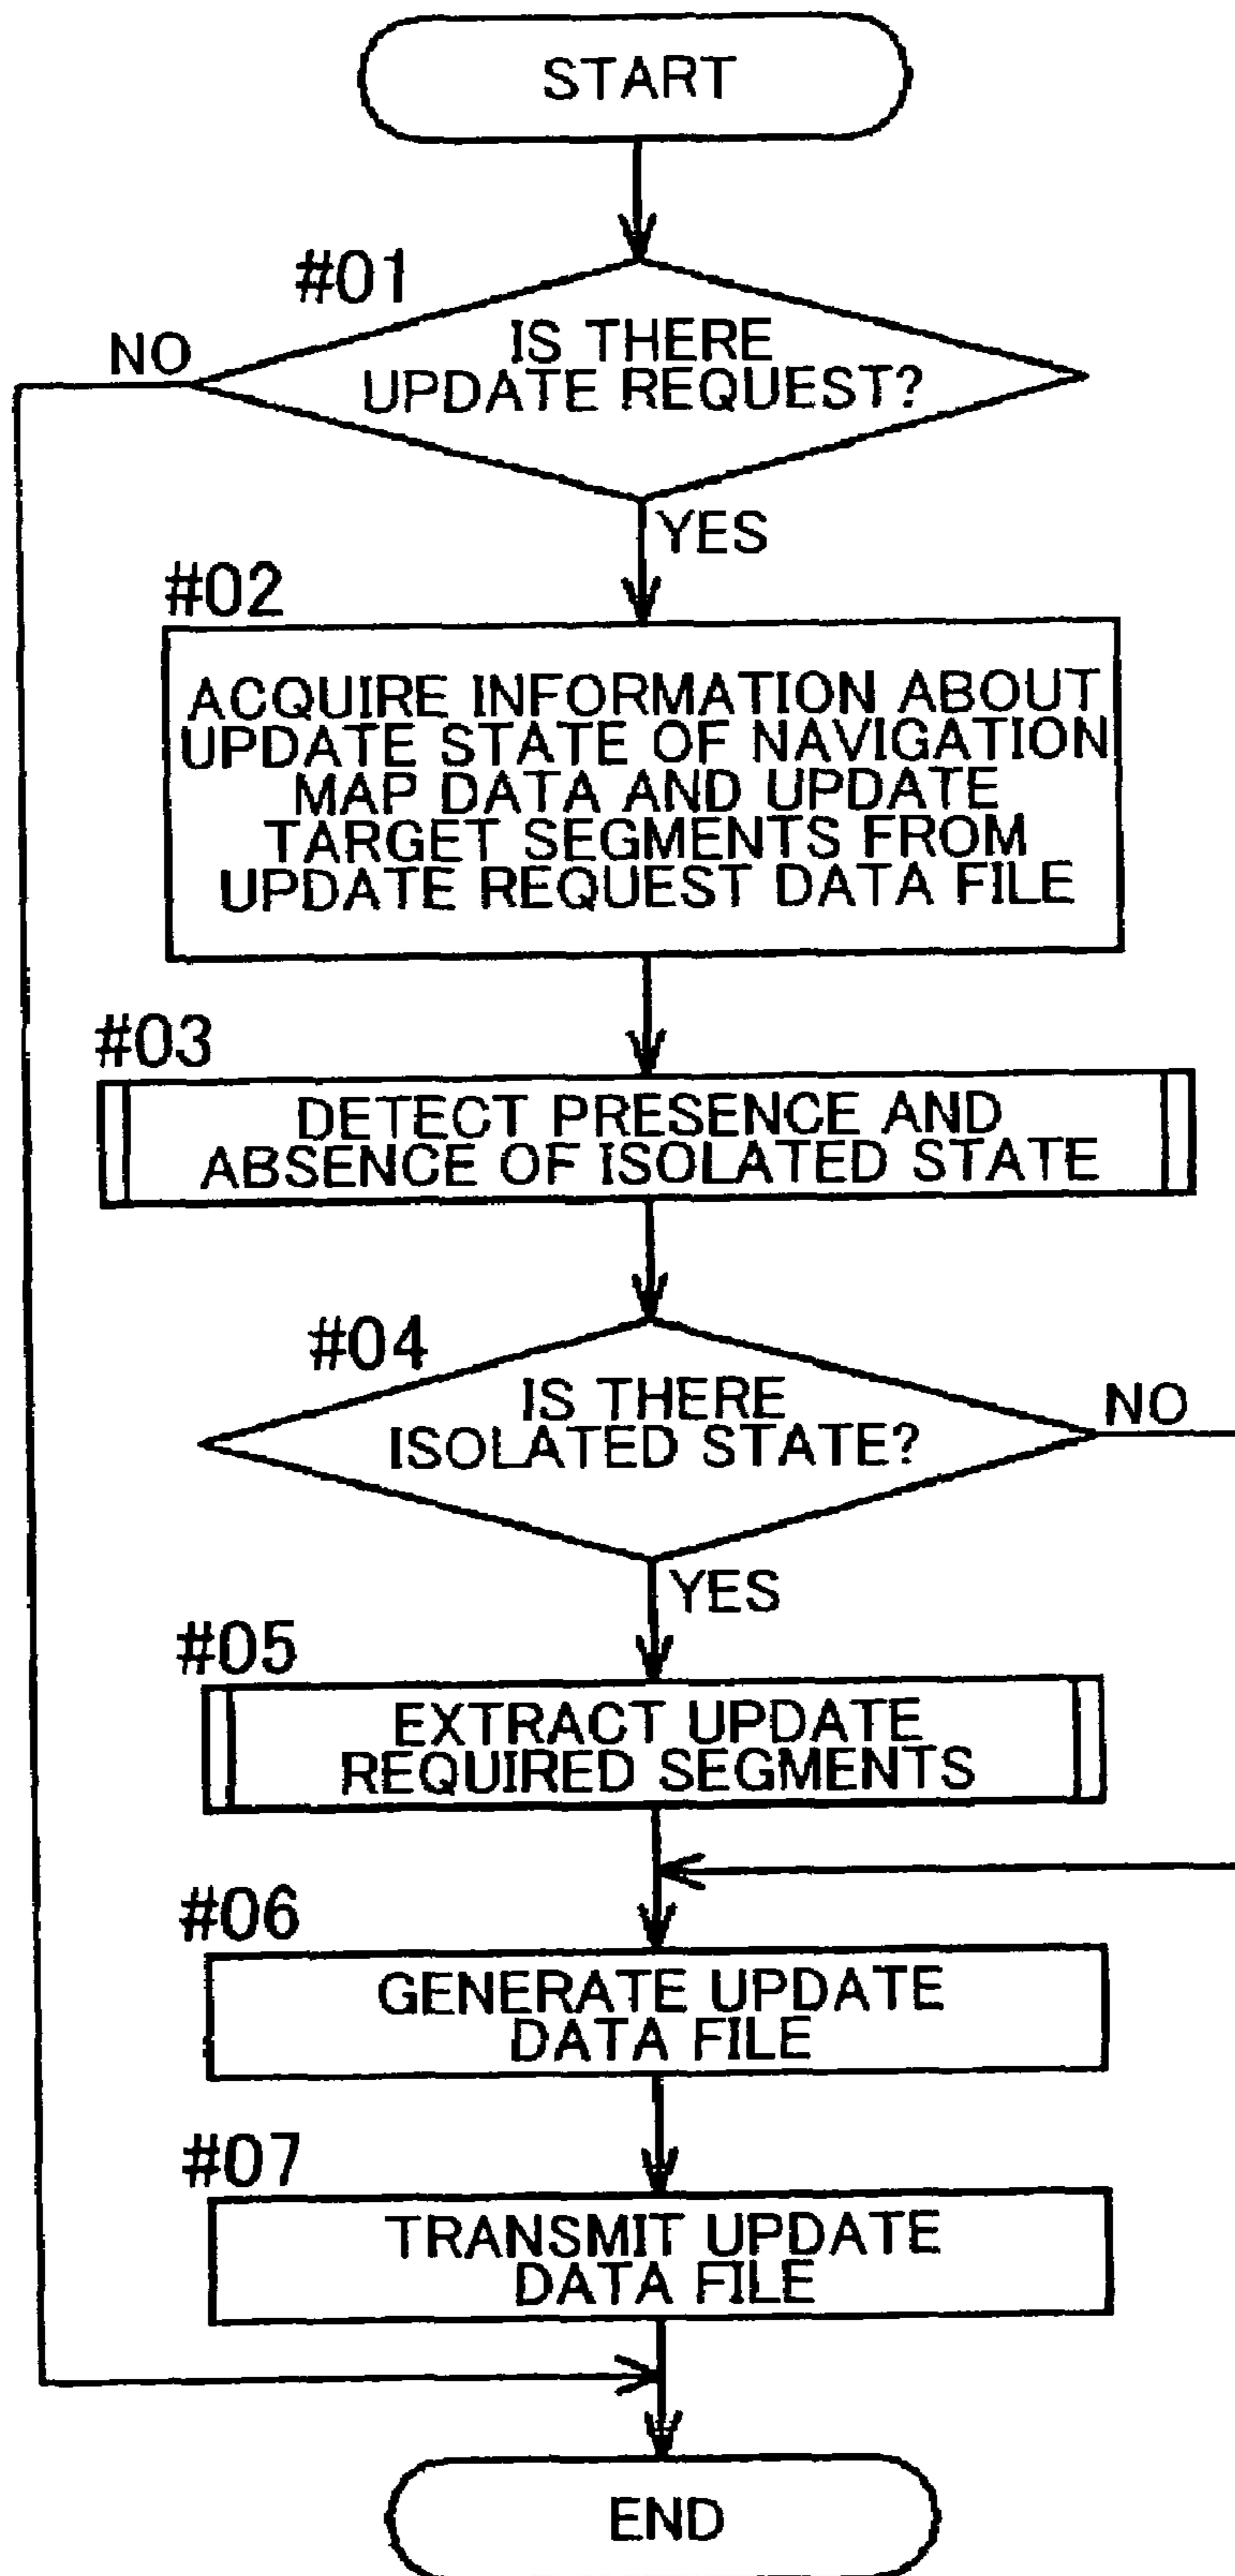 START
#01
IS THERE
UPDATE REQUEST?
NO
YES
#02
ACQUIRE INFORMATION ABOUT
UPDATE STATE OF NAVIGATION
MAP DATA AND UPDATE
TARGET SEGMENTS FROM
UPDATE REQUEST DATA FILE
#03
DETECT PRESENCE AND
ABSENCE OF ISOLATED STATE
#04
IS THERE
ISOLATED STATE?
NO
YES
#05
EXTRACT UPDATE
REQUIRED SEGMENTS
#06
GENERATE UPDATE
DATA FILE
#07
TRANSMIT UPDATE
DATA FILE
END